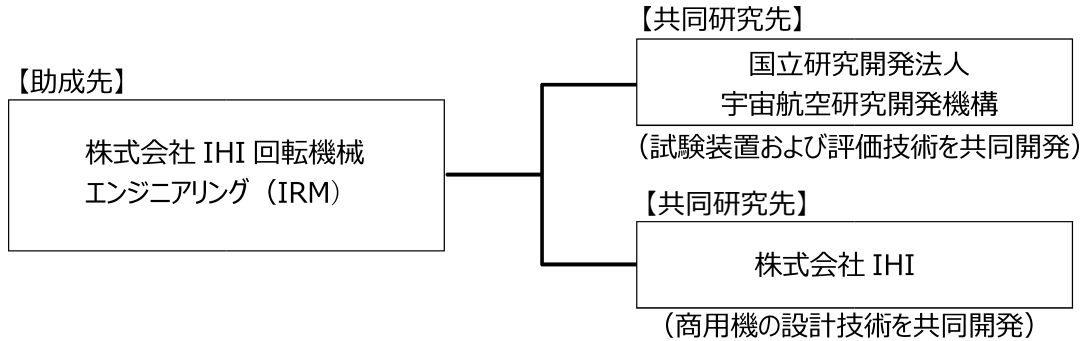 【助成先】
株式会社 IHI 回転機械
エンジニアリング（IRM）
【共同研究先】
国立研究開発法人
宇宙航空研究開発機構
（試験装置および評価技術を共同開発）
【共同研究先】
株式会社 IHI
（商用機の設計技術を共同開発）